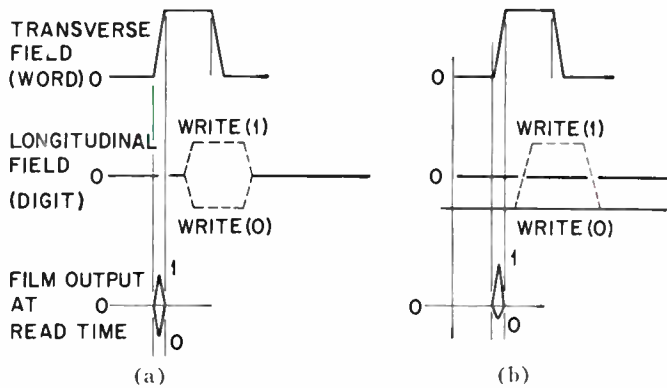 TRANSVERSE
FIELD
(WORD) 0
0
LONGITUDINAL
FIELD
(DIGIT)
0
WRITE(1)
WRITE(0)
0
WRITE(1)
WRITE(0)
FILM OUTPUT
AT
READ TIME
0
1
0
0
1
0
(a)
(b)